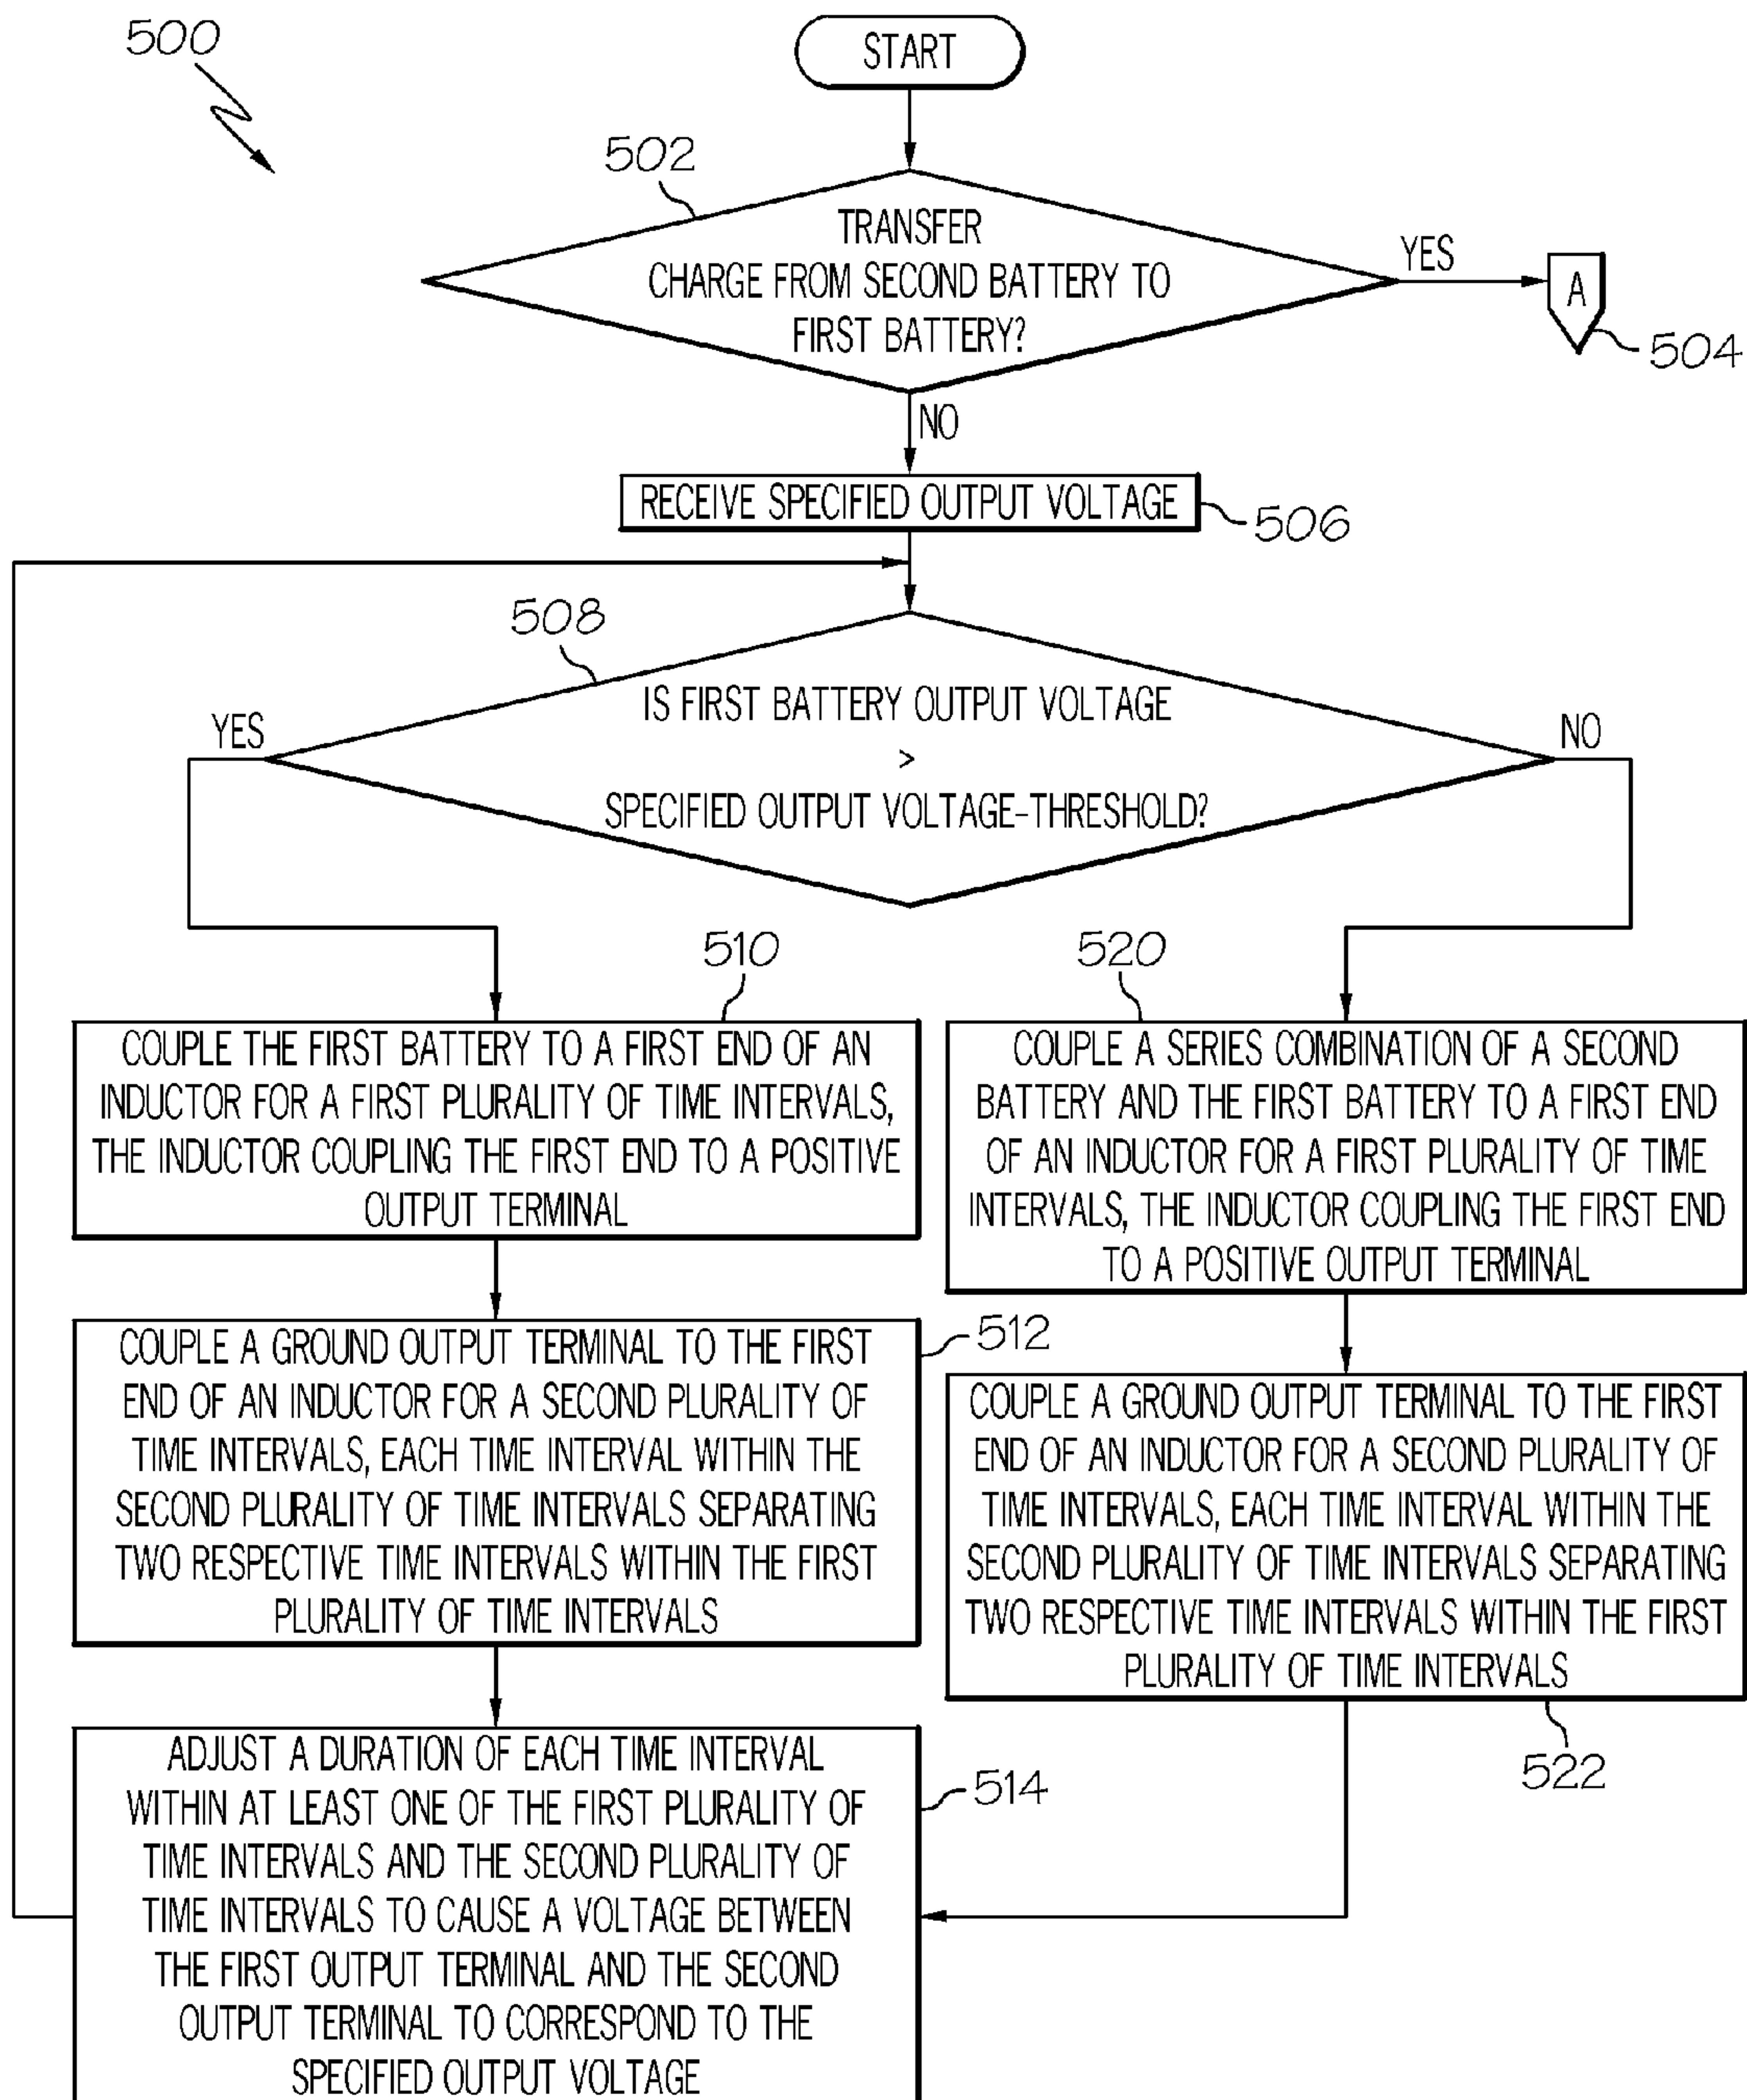 500
START
502
TRANSFER
CHARGE FROM SECOND BATTERY TO
FIRST BATTERY?
YES
A
504
NO
RECEIVE SPECIFIED OUTPUT VOLTAGE
506
508
IS FIRST BATTERY OUTPUT VOLTAGE
>
SPECIFIED OUTPUT VOLTAGE-THRESHOLD?
YES
NO
510
COUPLE THE FIRST BATTERY TO A FIRST END OF AN
INDUCTOR FOR A FIRST PLURALITY OF TIME INTERVALS,
THE INDUCTOR COUPLING THE FIRST END TO A POSITIVE
OUTPUT TERMINAL
520
COUPLE A SERIES COMBINATION OF A SECOND
BATTERY AND THE FIRST BATTERY TO A FIRST END
OF AN INDUCTOR FOR A FIRST PLURALITY OF TIME
INTERVALS, THE INDUCTOR COUPLING THE FIRST END
TO A POSITIVE OUTPUT TERMINAL
COUPLE A GROUND OUTPUT TERMINAL TO THE FIRST
END OF AN INDUCTOR FOR A SECOND PLURALITY OF
TIME INTERVALS, EACH TIME INTERVAL WITHIN THE
SECOND PLURALITY OF TIME INTERVALS SEPARATING
TWO RESPECTIVE TIME INTERVALS WITHIN THE FIRST
PLURALITY OF TIME INTERVALS
512
COUPLE A GROUND OUTPUT TERMINAL TO THE FIRST
END OF AN INDUCTOR FOR A SECOND PLURALITY OF
TIME INTERVALS, EACH TIME INTERVAL WITHIN THE
SECOND PLURALITY OF TIME INTERVALS SEPARATING
TWO RESPECTIVE TIME INTERVALS WITHIN THE FIRST
PLURALITY OF TIME INTERVALS
522
ADJUST A DURATION OF EACH TIME INTERVAL
WITHIN AT LEAST ONE OF THE FIRST PLURALITY OF
TIME INTERVALS AND THE SECOND PLURALITY OF
TIME INTERVALS TO CAUSE A VOLTAGE BETWEEN
THE FIRST OUTPUT TERMINAL AND THE SECOND
OUTPUT TERMINAL TO CORRESPOND TO THE
SPECIFIED OUTPUT VOLTAGE
514